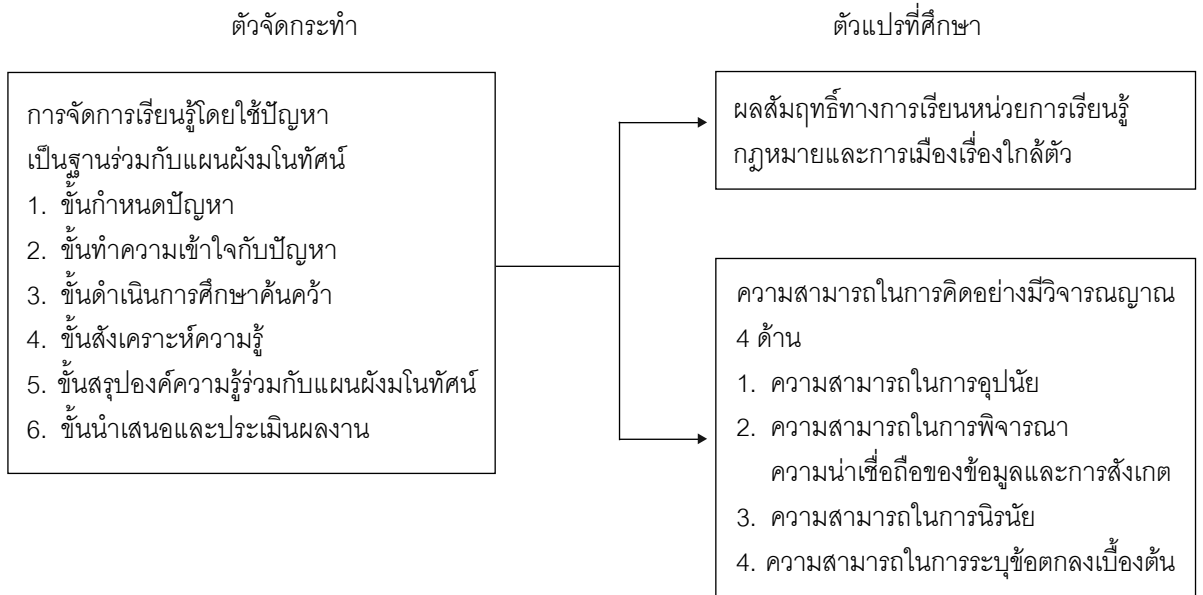 ตัวจัดกระทำ
การจัดการเรียนรู้โดยใช้ปัญหา
เป็นฐานร่วมกับแผนผังมโนทัศน์
1. ขั้นกำหนดปัญหา
2. ขั้นทำความเข้าใจกับปัญหา
3. ขั้นดำเนินการศึกษาค้นคว้า
4. ขั้นสังเคราะห์ความรู้
5. ขั้นสรุปองค์ความรู้ร่วมกับแผนผังมโนทัศน์
6. ขั้นนำเสนอและประเมินผลงาน
ตัวแปรที่ศึกษา
ผลสัมฤทธิ์ทางการเรียนหน่วยการเรียนรู้
กฎหมายและการเมืองเรื่องใกล้ตัว
ความสามารถในการคิดอย่างมีวิจารณญาณ
4 ด้าน
1. ความสามารถในการอุปนัย
2. ความสามารถในการพิจารณา
ความน่าเชื่อถือของข้อมูลและการสังเกต
3. ความสามารถในการนิรนัย
4. ความสามารถในการระบุข้อตกลงเบื้องต้น